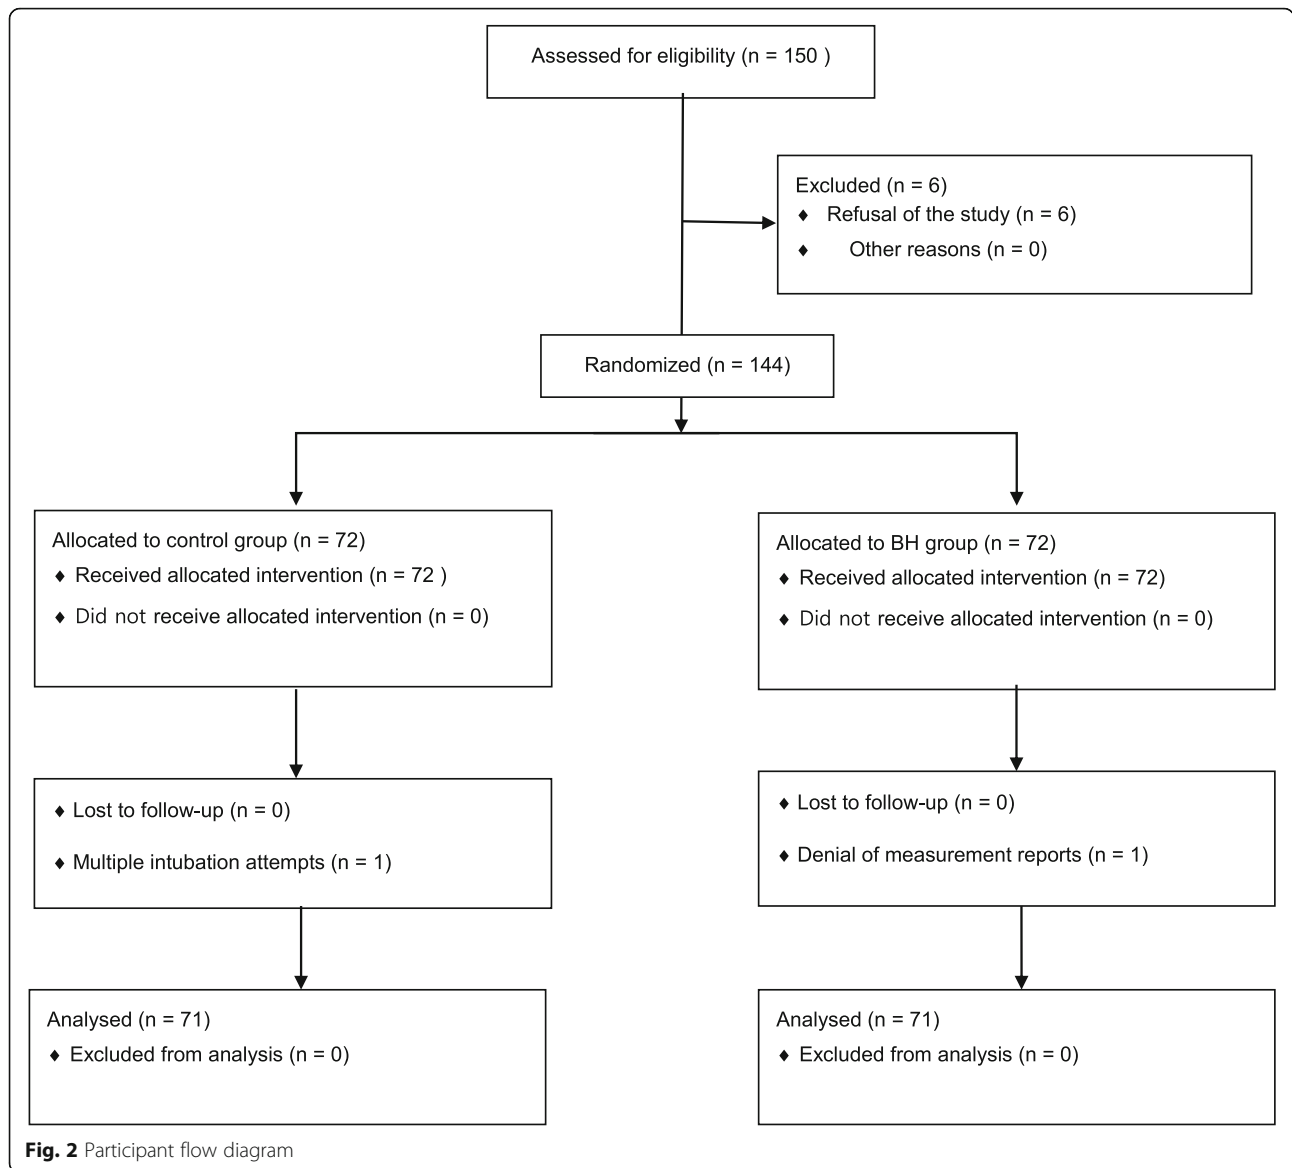 Assessed for eligibility (n = 150 )
Excluded (n = 6)
♦ Refusal of the study (n = 6)
♦ Other reasons (n = 0)
Randomized (n = 144)
Allocated to control group (n = 72)
♦ Received allocated intervention (n = 72 )
♦ Did not receive allocated intervention (n = 0)
Allocated to BH group (n = 72)
♦ Received allocated intervention (n = 72)
♦ Did not receive allocated intervention (n = 0)
♦ Lost to follow-up (n = 0)
♦ Multiple intubation attempts (n = 1)
♦ Lost to follow-up (n = 0)
♦ Denial of measurement reports (n = 1)
Analysed (n = 71)
♦ Excluded from analysis (n = 0)
Analysed (n = 71)
♦ Excluded from analysis (n = 0)
Fig. 2 Participant flow diagram